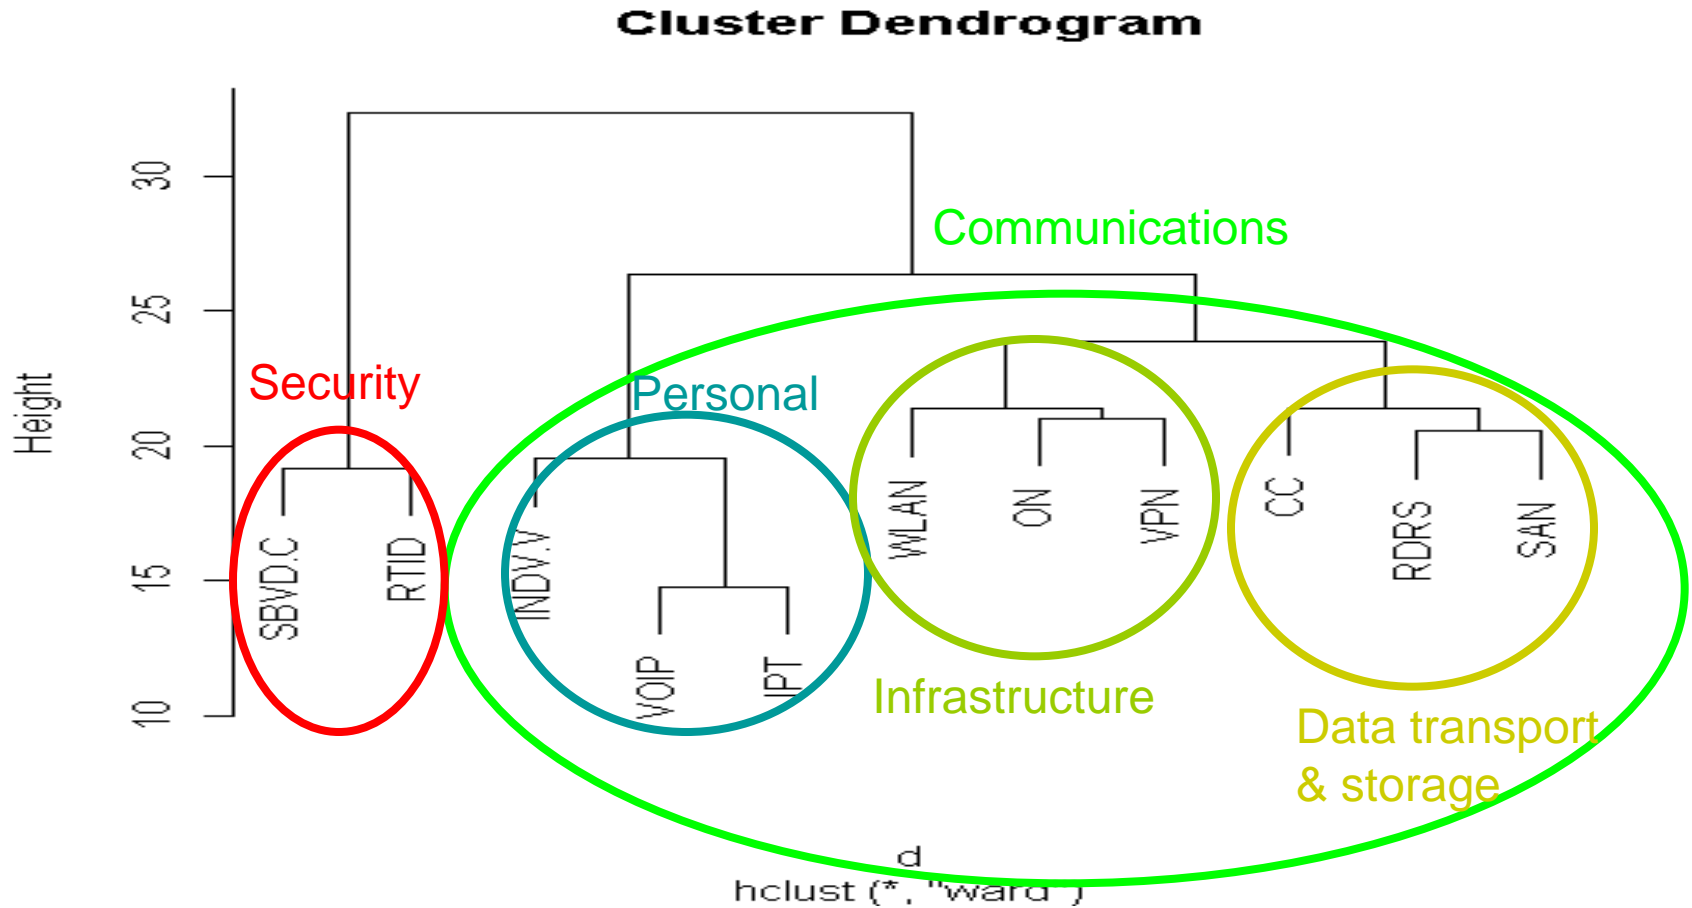 Cluster Dendrogram
Height
30
25
20
15
10
Communications
Security
Personal
SBVD.C
RTID
INDV.V
VOIP
IPT
WLAN
ON
VPN
CC
RDRS
SAN
Infrastructure
Data transport
& storage
d
hclust (*, "ward")